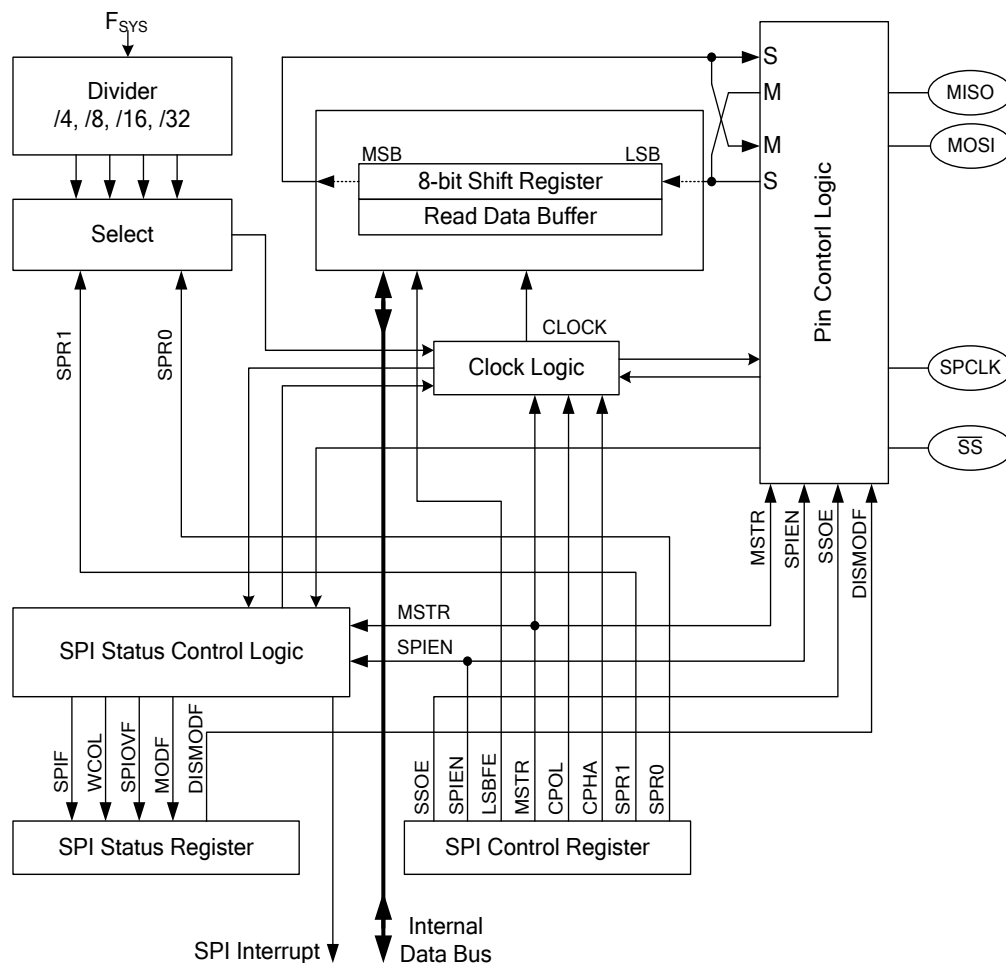 FSYS
Divider
/4, /8, /16, /32
Select
SPR1
SPR0
MSB
LSB
8-bit Shift Register
Read Data Buffer
CLOCK
Clock Logic
S
M
M
S
Pin Contorl Logic
MISO
MOSI
SPCLK
SS
MSTR
SPIEN
SSOE
DISMODF
MSTR
SPIEN
SPI Status Control Logic
SPIF
WCOL
SPIOVF
MODF
DISMODF
SPI Status Register
SSOE
SPIEN
LSBFE
MSTR
CPOL
CPHA
SPR1
SPR0
SPI Control Register
SPI Interrupt
Internal
Data Bus